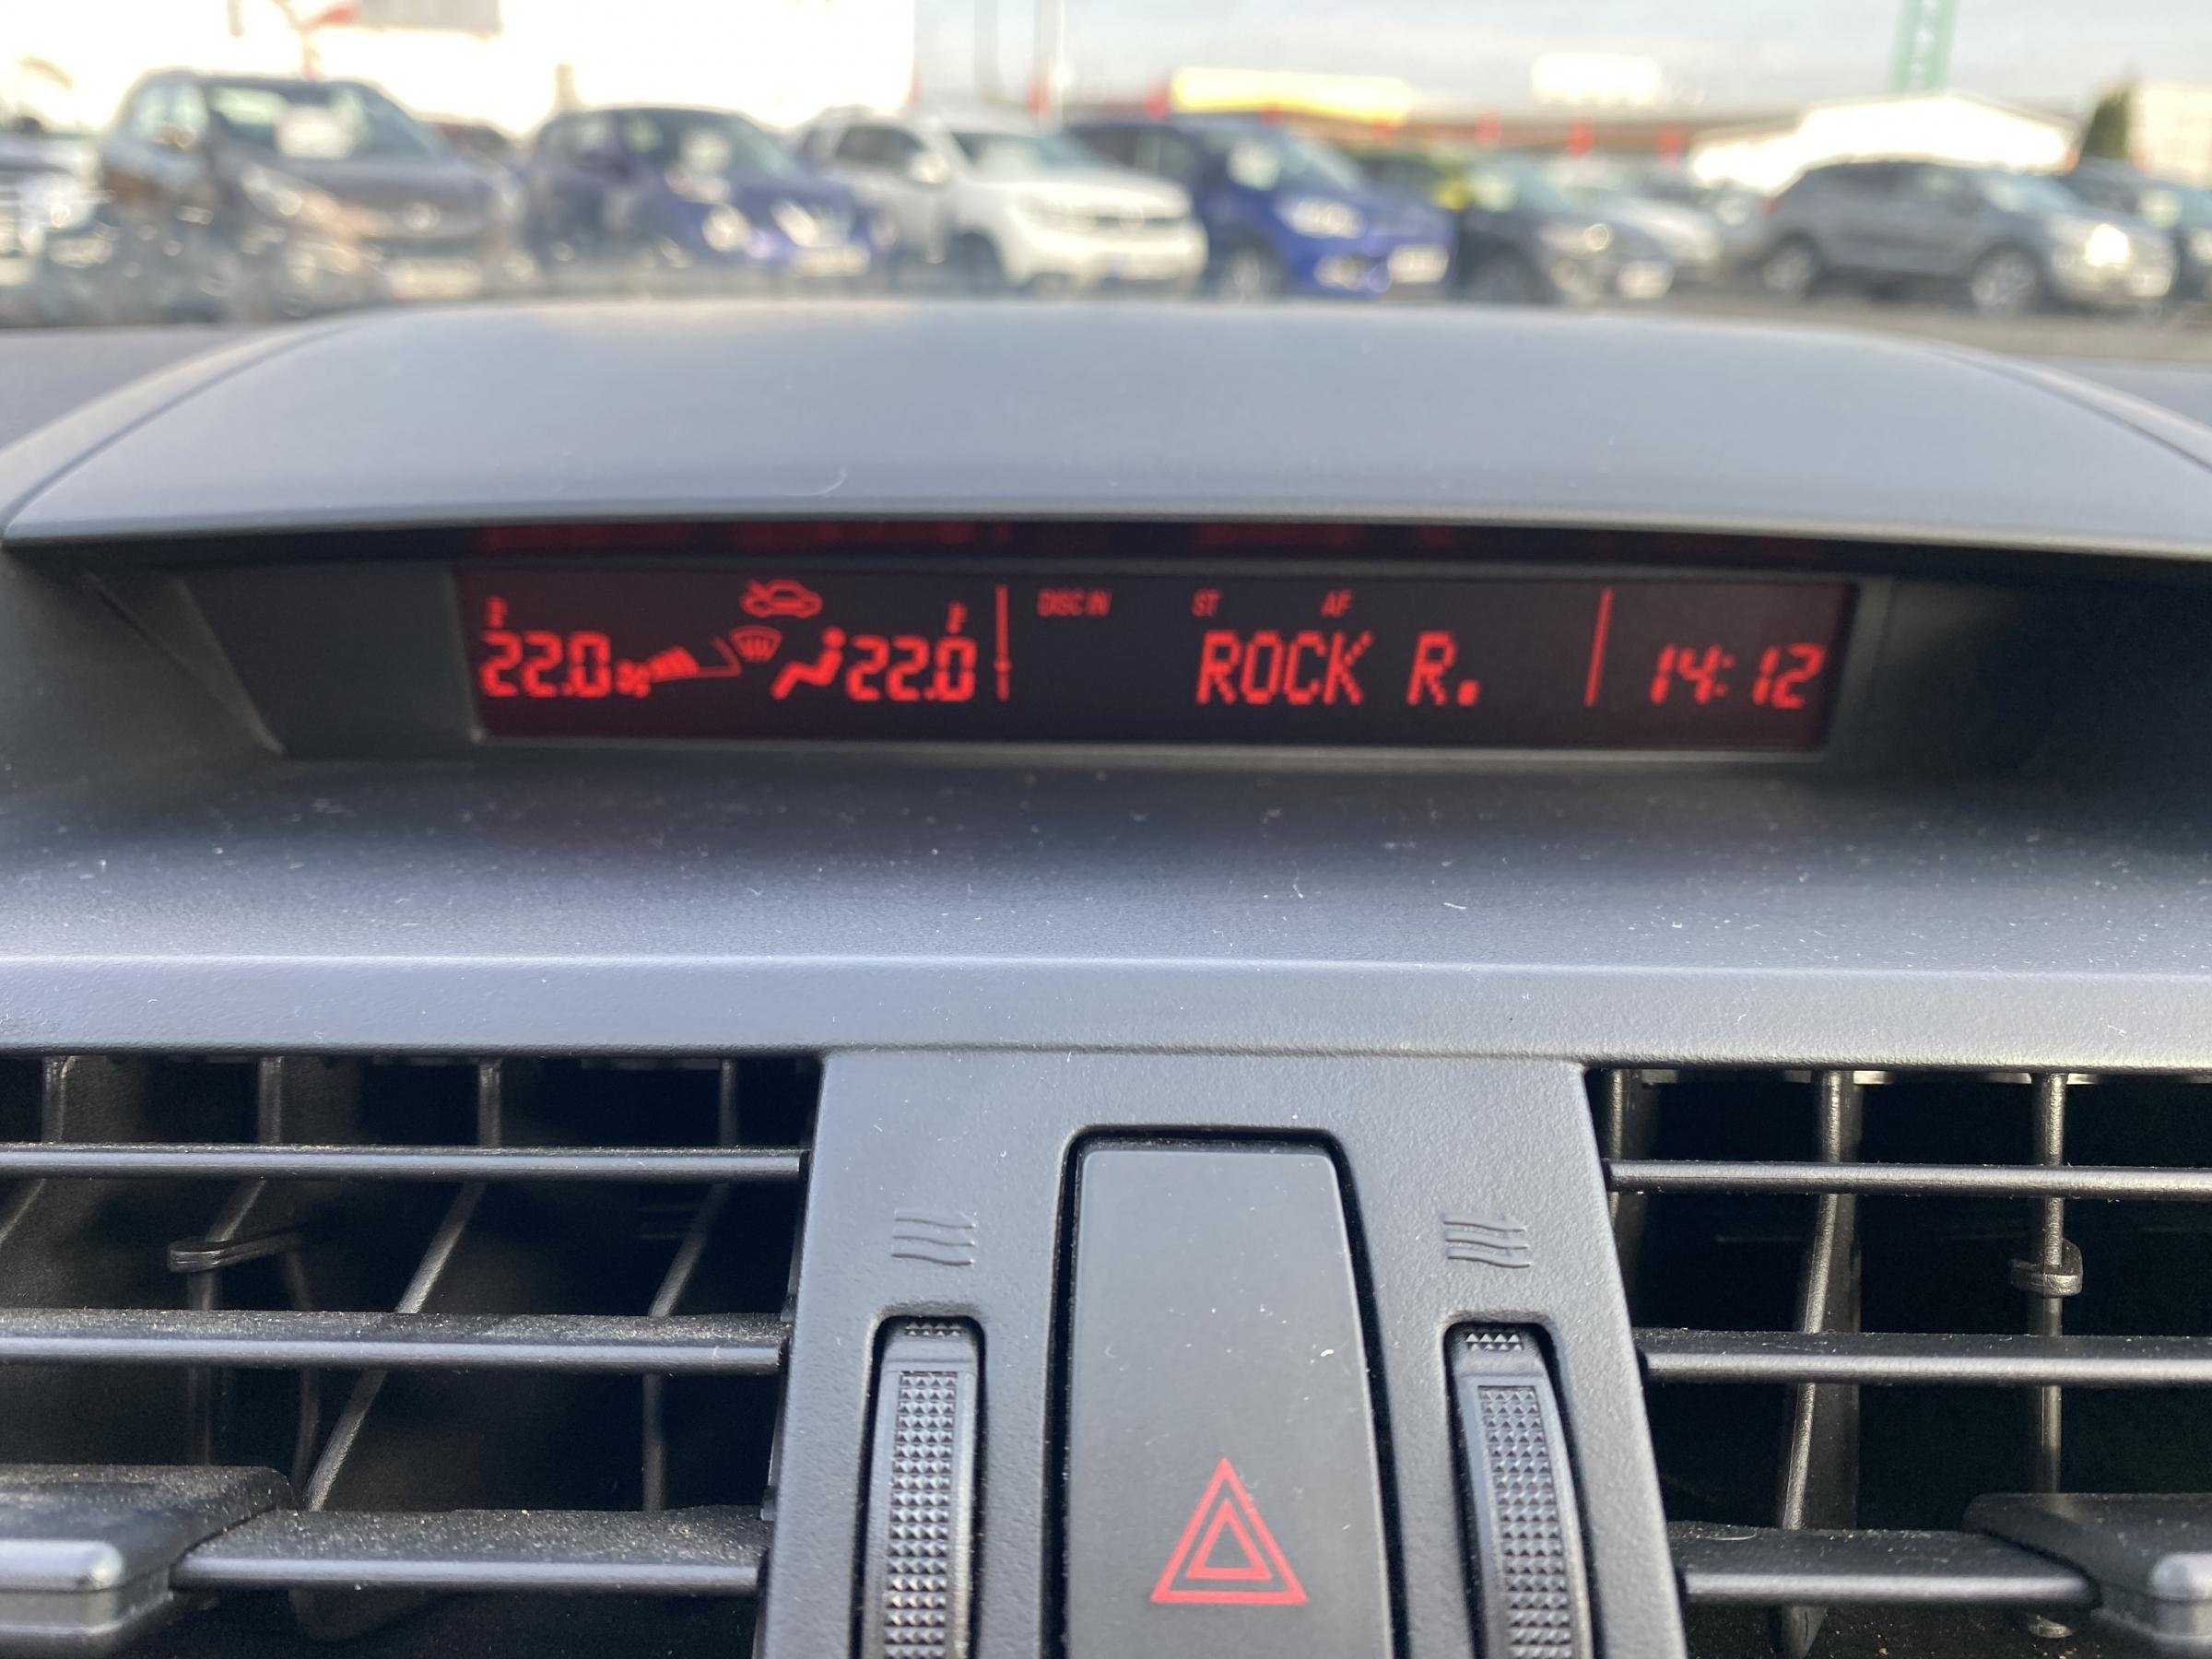 DISC IN ST AF
22.0 22.0 ROCK R. 14:12